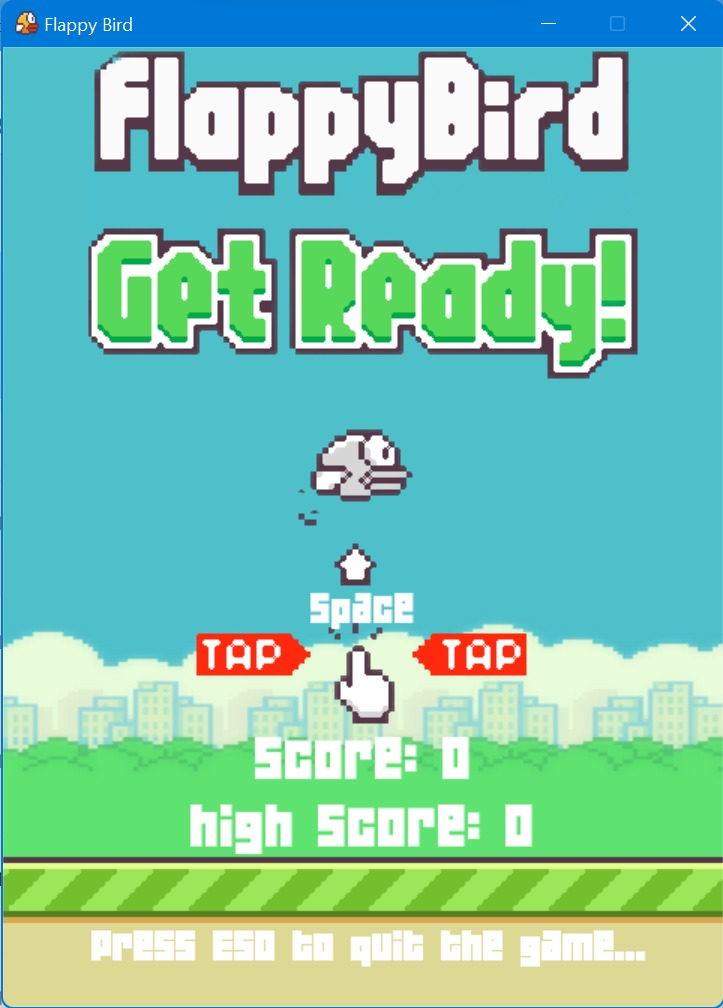 Flappy Bird
FlappyBird
Get Ready!
Space
TAP TAP
Score: 0
high Score: 0
press ESC to quit the game...